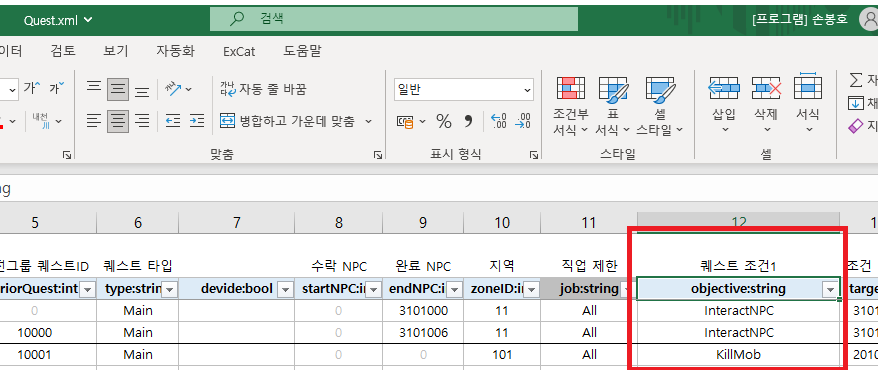 Quest.xml
검색
[프로그램] 손봉호
이터 검토 보기 자동화 ExCat 도움말
가 가 자동 줄 바꿈 일반 조건부 서식 표 서식 셀 스타일 삽입 삭제 서식
내천 川 병합하고 가운데 맞춤 % 9 .00
맞춤 표시 형식 스타일 셀
ng
5 6 7 8 9 10 11 12
전그룹 퀘스트ID 퀘스트 타입 수락 NPC 완료 NPC 지역 직업 제한 퀘스트 조건1 조건
riorQuest:int type:strin devide:bool startNPC:i endNPC:i zoneID:i job:string objective:string targe
0 Main 0 3101000 11 All InteractNPC 3101
10000 Main 0 3101006 11 All InteractNPC 3101
10001 Main 0 0 101 All KillMob 2010